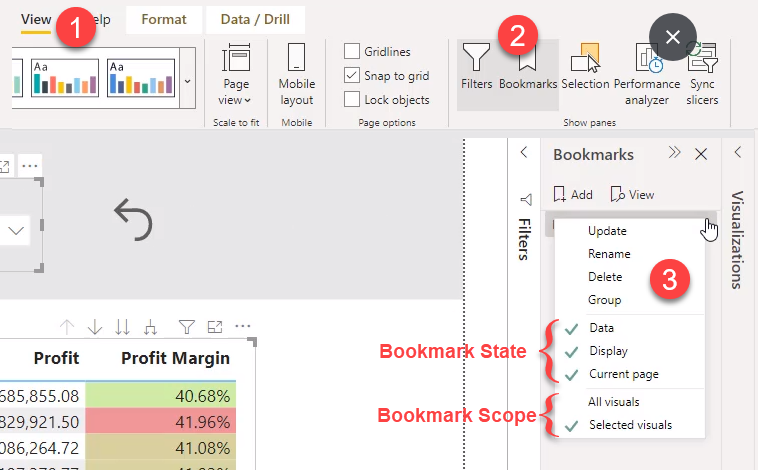 View
elp
Format
Data / Drill
1
2
Aa
Aa
Page
view
Mobile
layout
Gridlines
Snap to grid
Lock objects
Filters
Bookmarks
Selection
Performance
analyzer
Sync
slicers
Scale to fit
Mobile
Page options
Show panes
Bookmarks
Add
View
Filters
Visualizations
Update
Rename
Delete
Group
3
Data
Display
Current page
All visuals
Selected visuals
Bookmark State
Bookmark Scope
Profit
Profit Margin
685,855.08
40.68%
829,921.50
41.96%
086,264.72
41.08%